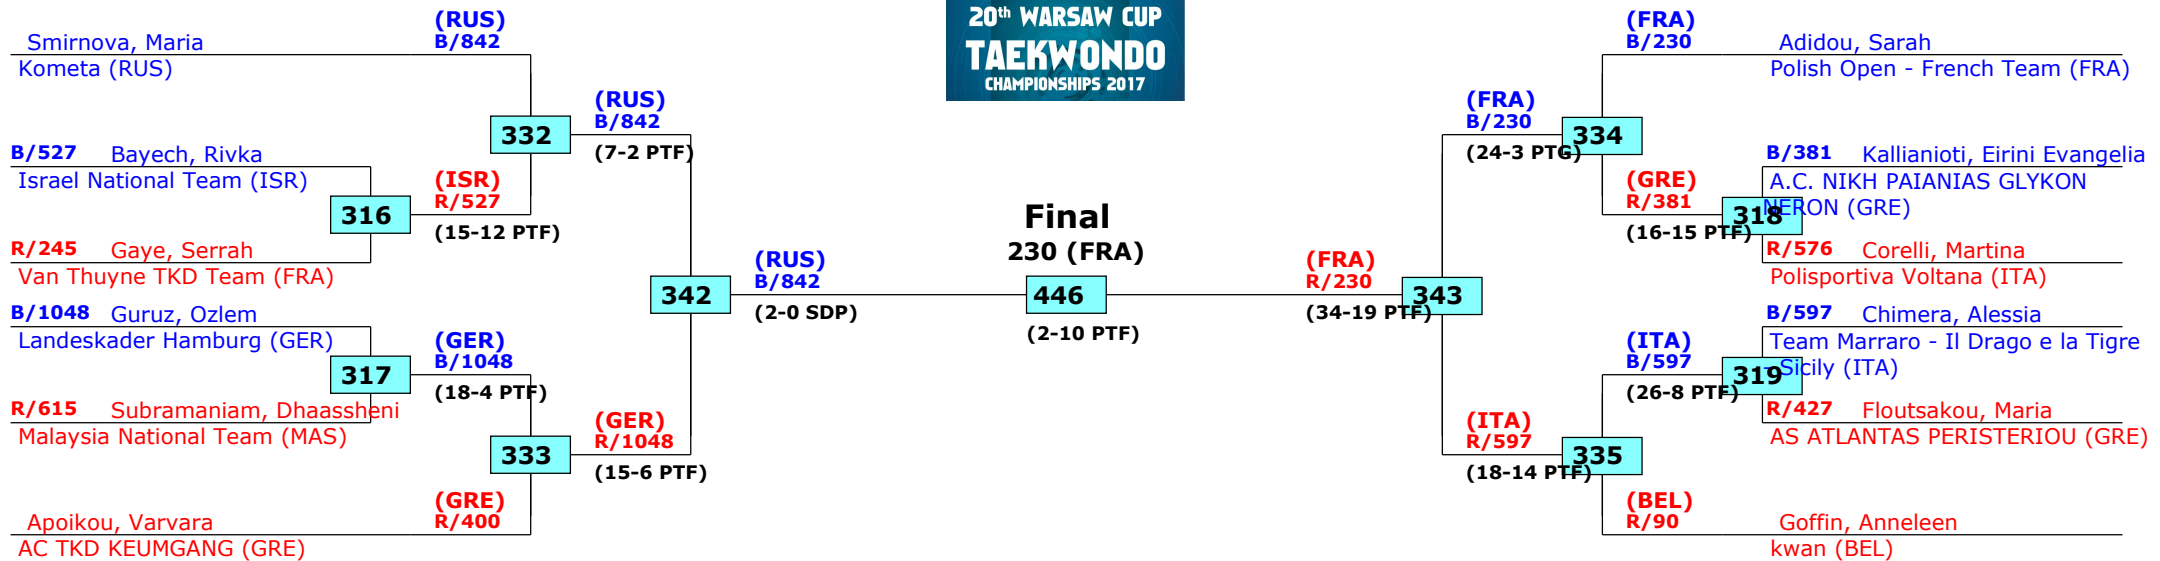 20th WARSAW CUP
TAEKWONDO
CHAMPIONSHIPS 2017
(RUS)
B/842
Smirnova, Maria
Kometa (RUS)
B/527 Bayech, Rivka
Israel National Team (ISR)
316
R/245 Gaye, Serrah
Van Thuyne TKD Team (FRA)
B/1048 Guruz, Ozlem
Landeskader Hamburg (GER)
317
R/615 Subramaniam, Dhaassheni
Malaysia National Team (MAS)
Apoikou, Varvara
AC TKD KEUMGANG (GRE)
332
(ISR)
R/527
(15-12 PTF)
(GER)
B/1048
(18-4 PTF)
333
(GRE)
R/400
(RUS)
B/842
(7-2 PTF)
342
(GER)
R/1048
(15-6 PTF)
(RUS)
B/842
(2-0 SDP)
Final
230 (FRA)
446
(2-10 PTF)
(FRA)
R/230
(34-19 PTF)
343
(FRA)
B/230
(24-3 PTG)
334
(ITA)
R/597
(18-14 PTF)
335
(FRA)
B/230
Adidou, Sarah
Polish Open - French Team (FRA)
(GRE)
R/381
(16-15 PTF)
318
B/381 Kallianioti, Eirini Evangelia
A.C. NIKH PAIANIAS GLYKON
NERON (GRE)
R/576 Corelli, Martina
Polisportiva Voltana (ITA)
(ITA)
B/597
(26-8 PTF)
319
B/597 Chimera, Alessia
Team Marraro - Il Drago e la Tigre
- Sicily (ITA)
R/427 Floutsakou, Maria
AS ATLANTAS PERISTERIOU (GRE)
(BEL)
R/90
Goffin, Anneleen
kwan (BEL)